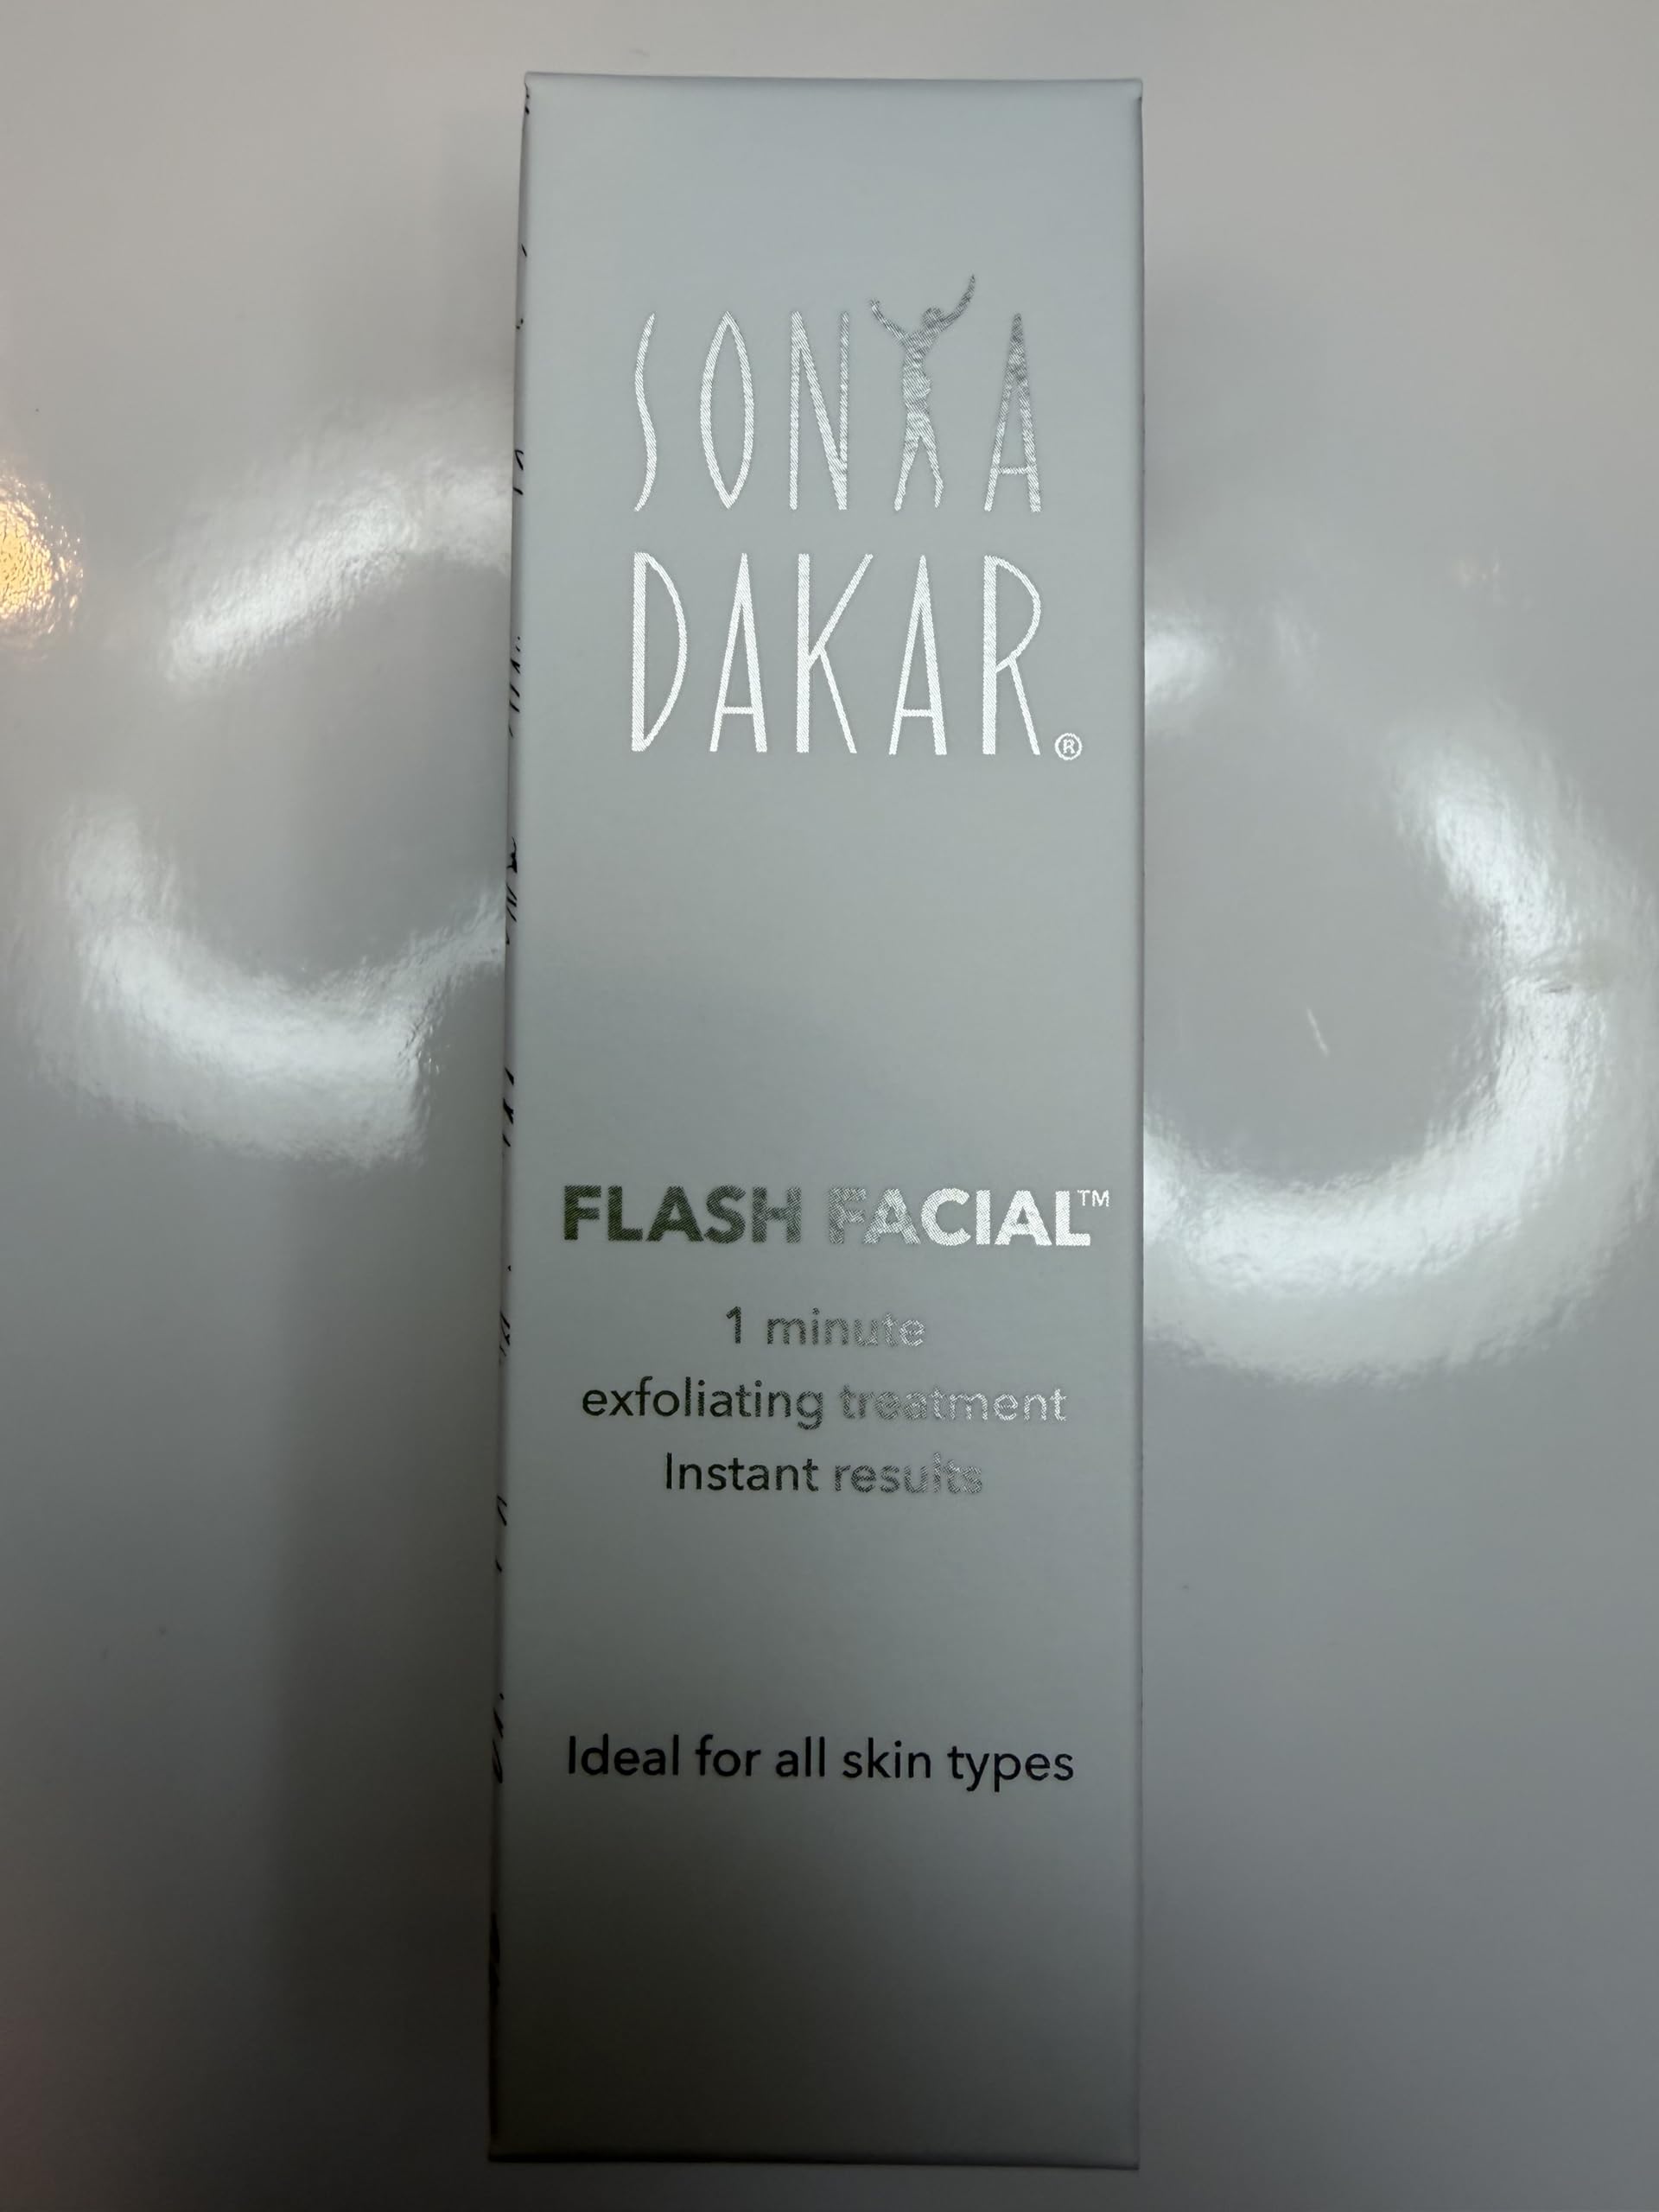 SONYA
DAKAR®
FLASH FACIAL™
1 minute
exfoliating treatment
Instant results
Ideal for all skin types